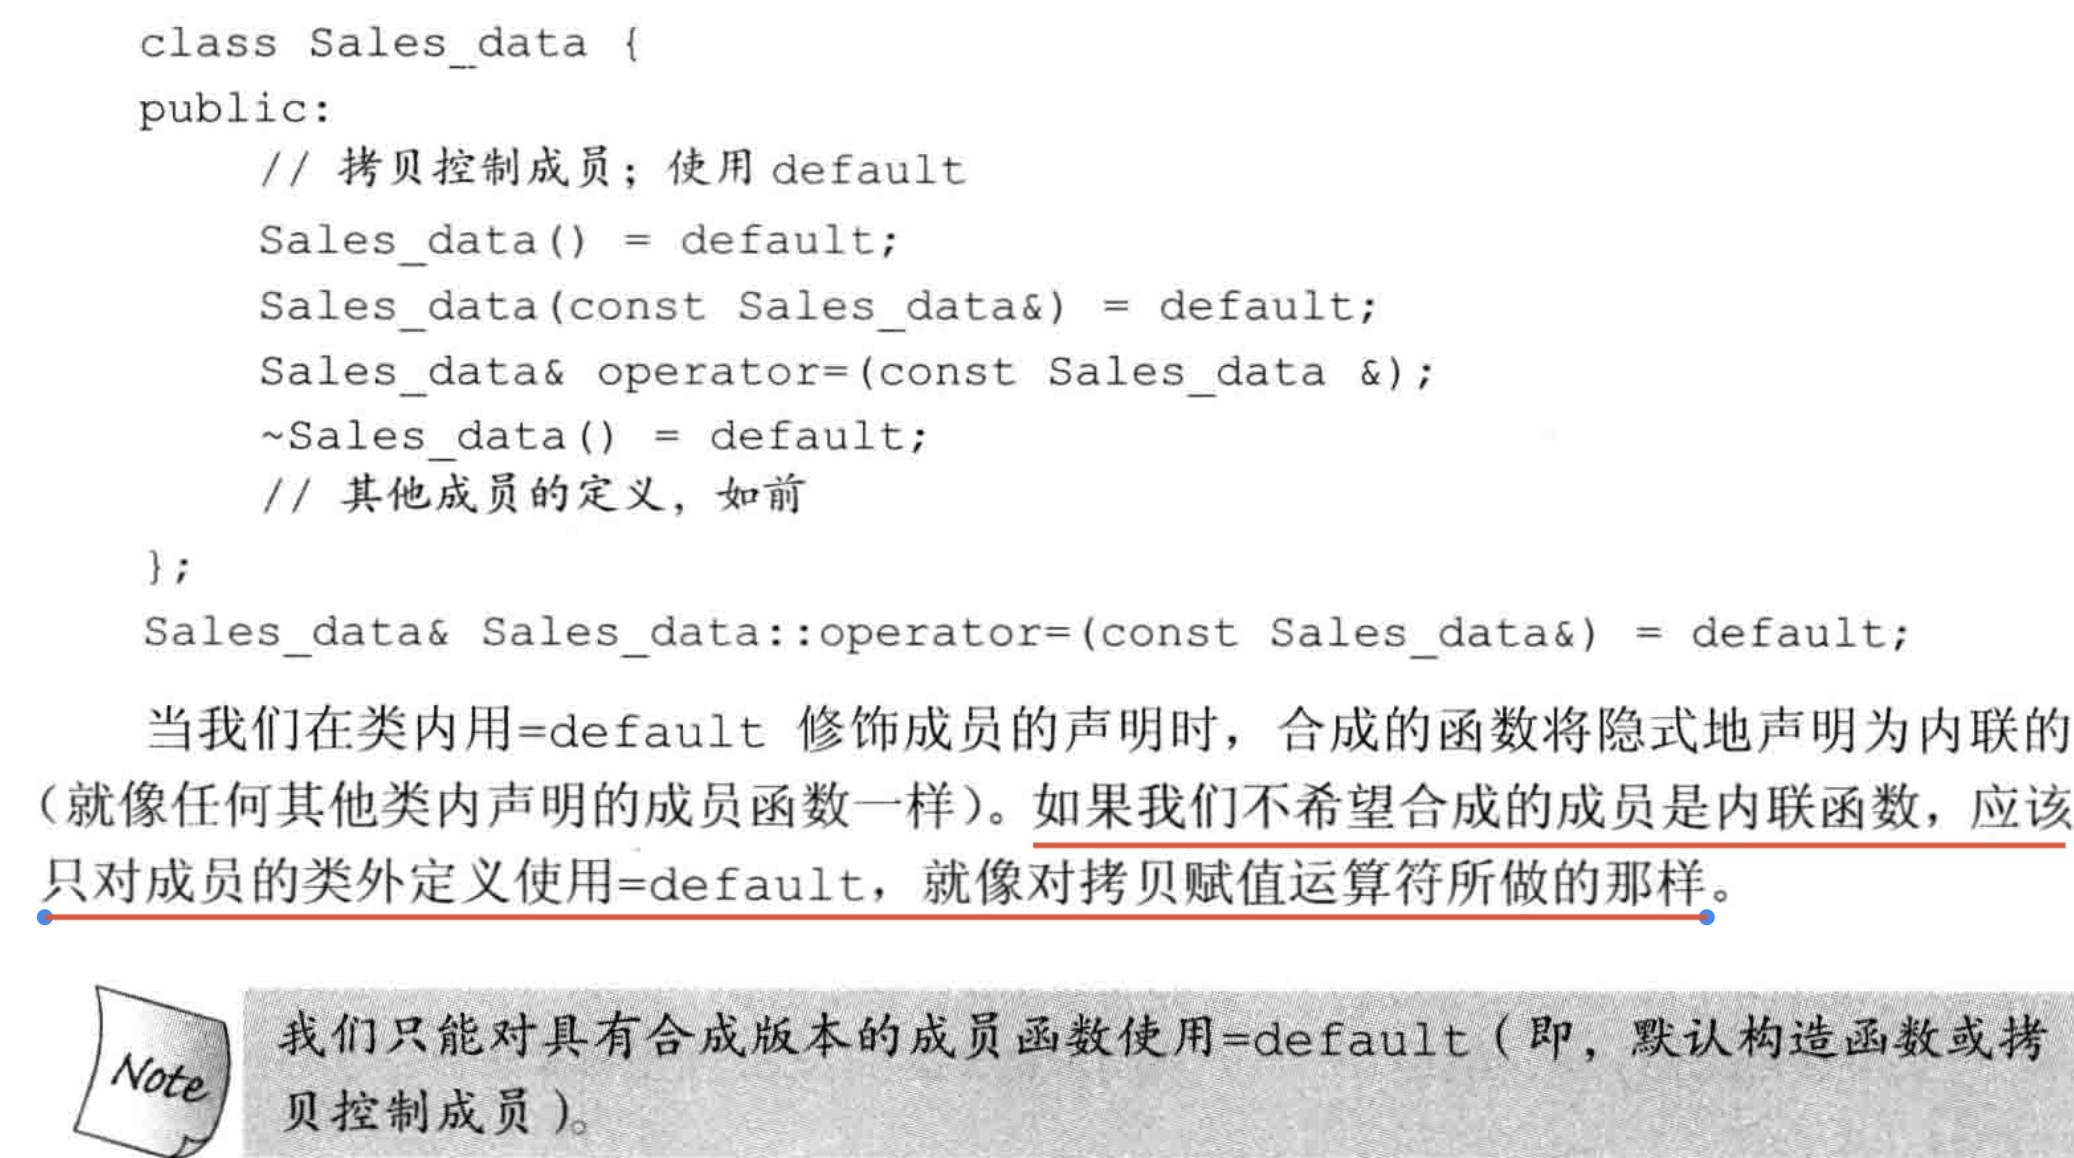 class Sales_data {
public:
// 拷贝控制成员；使用 default
Sales_data() = default;
Sales_data(const Sales_data&) = default;
Sales_data& operator=(const Sales_data &);
~Sales_data() = default;
// 其他成员的定义，如前
};
Sales_data& Sales_data::operator=(const Sales_data&) = default;
当我们在类内用=default 修饰成员的声明时，合成的函数将隐式地声明为内联的
（就像任何其他类内声明的成员函数一样）。如果我们不希望合成的成员是内联函数，应该
只对成员的类外定义使用=default，就像对拷贝赋值运算符所做的那样。
Note
我们只能对具有合成版本的成员函数使用=default（即，默认构造函数或拷
贝控制成员）。